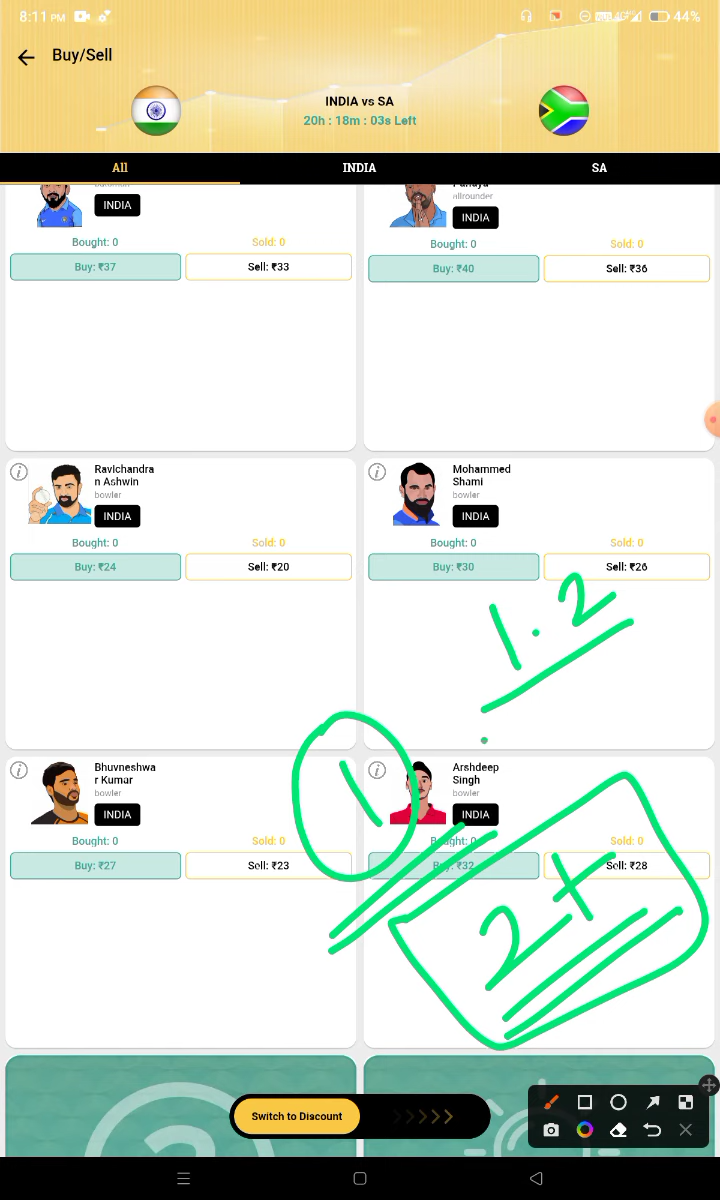 8:11 PM
44%
Buy/Sell
INDIA vs SA
20h : 18m : 03s Left
All INDIA SA
INDIA
allrounder
INDIA
Bought: 0 Sold: 0
Buy: ₹37 Sell: ₹33
Bought: 0 Sold: 0
Buy: ₹40 Sell: ₹36
Ravichandra
n Ashwin
bowler
INDIA
Bought: 0 Sold: 0
Buy: ₹24 Sell: ₹20
Mohammed
Shami
bowler
INDIA
Bought: 0 Sold: 0
Buy: ₹30 Sell: ₹26
1.2
Bhuvneshwa
r Kumar
bowler
INDIA
Bought: 0 Sold: 0
Buy: ₹27 Sell: ₹23
1
Arshdeep
Singh
bowler
INDIA
Bought: 0 Sold: 0
Buy: ₹32 Sell: ₹28
2+
Switch to Discount